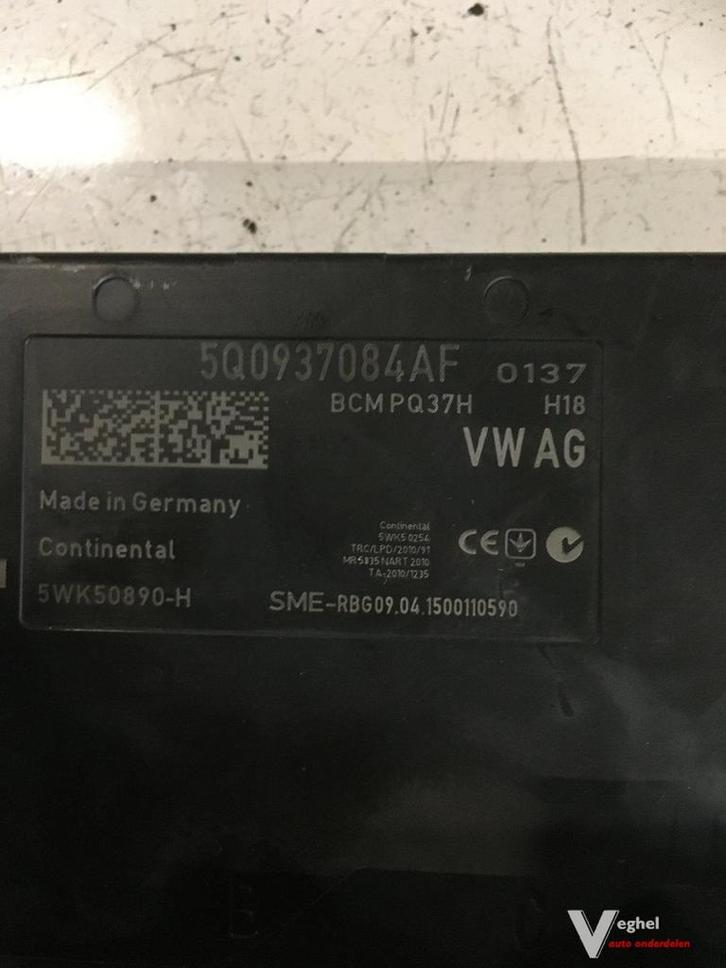 5Q0937084AF 0137
BCM PQ37H H18
VW AG
Made in Germany
Continental
5WK50890-H
Continental
5WK5 0254
TRC/LPD/2010/91
MR5835 NART 2010
TA-2010/1235
CE
SME-RBG09.04.1500110590
B
Veghel
auto onderdelen